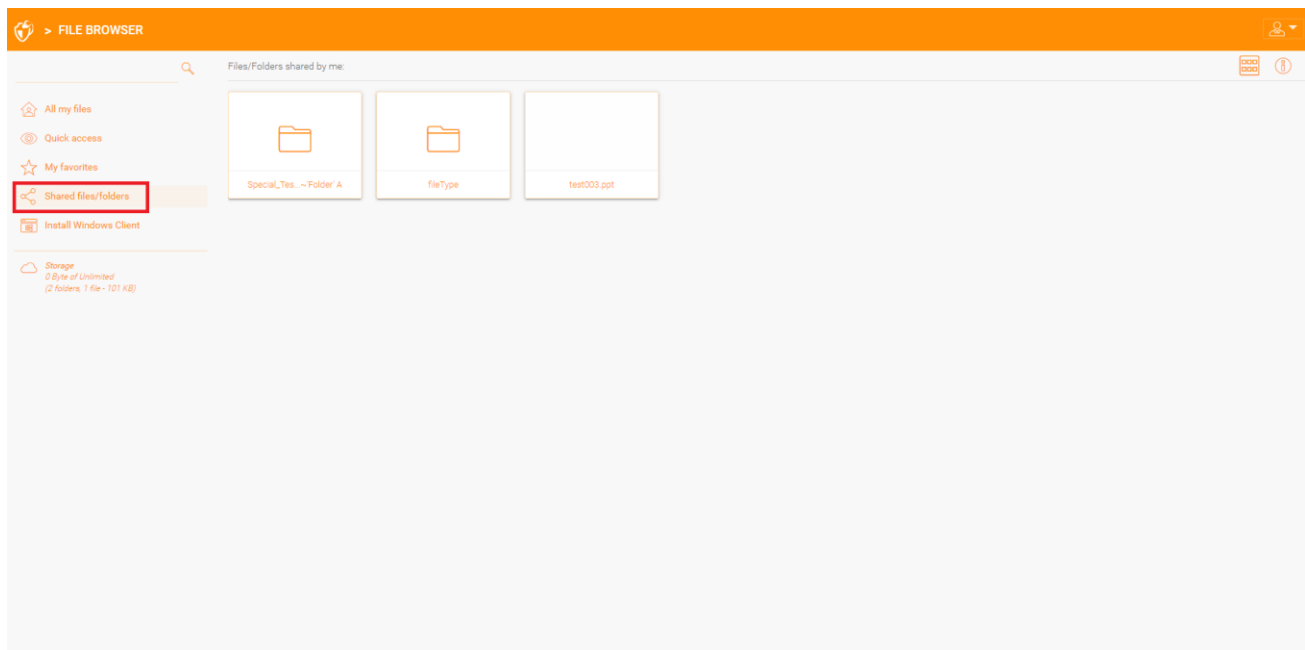 > FILE BROWSER
Files/Folders shared by me:
All my files
Quick access
My favorites
Shared files/folders
Install Windows Client
Storage
0 Byte of Unlimited
(2 folders, 1 file - 101 KB)
Special_Tes...~'Folder' A
fileType
test003.ppt